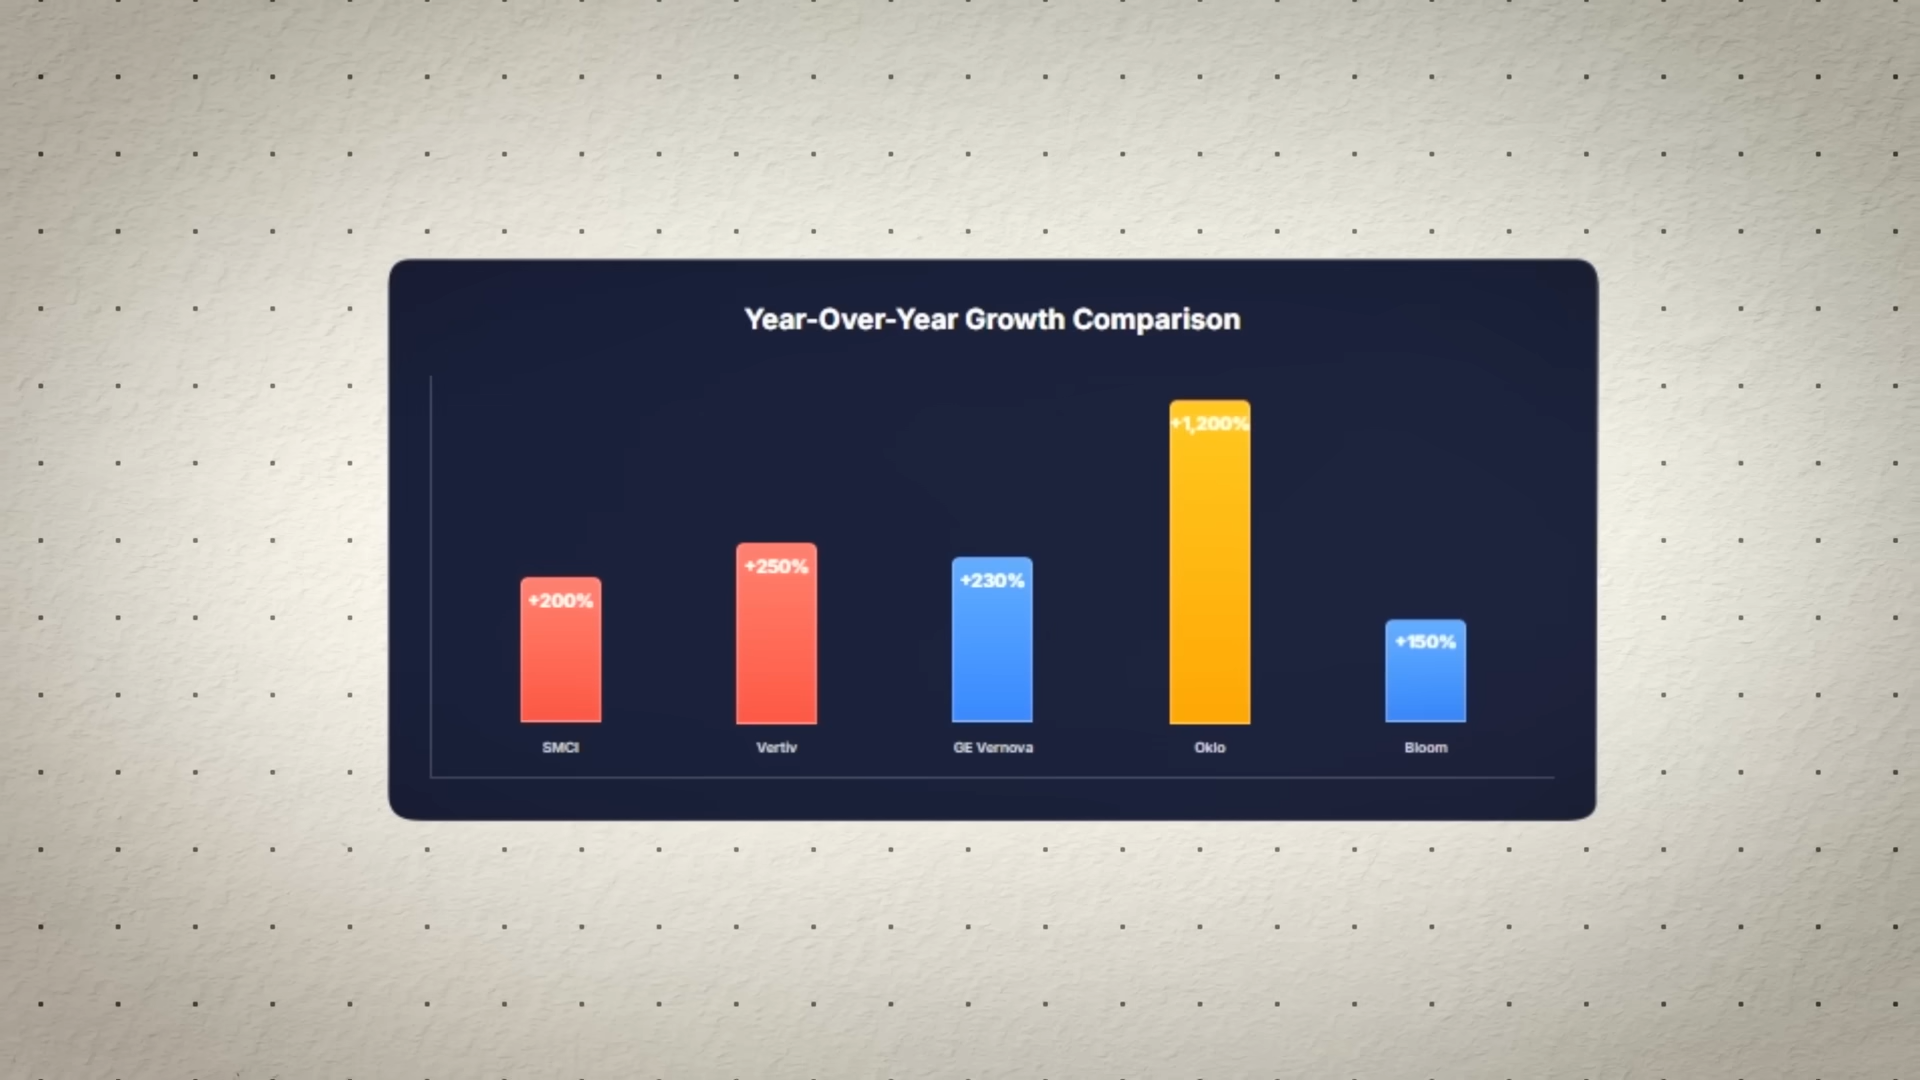 Year-Over-Year Growth Comparison
+1,200%
+250%
+230%
+200%
+150%
SMCI
Vertiv
GE Vernova
Oklo
Bloom